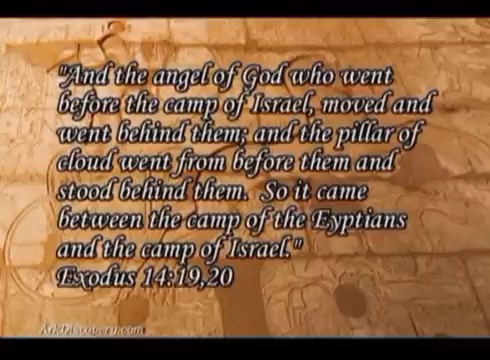 "And the angel of God who went
before the camp of Israel, moved and
went behind them; and the pillar of
cloud went from before them and
stood behind them. So it came
between the camp of the Eyptians
and the camp of Israel."
Exodus 14:19,20
ArkDiscovery.com